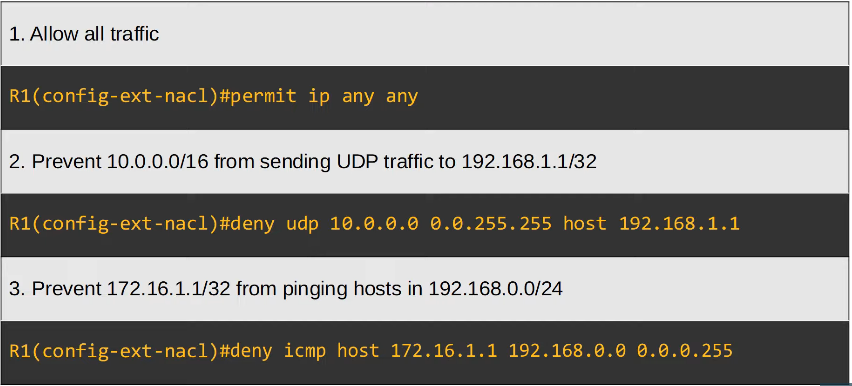 1. Allow all traffic
R1(config-ext-nacl)#permit ip any any
2. Prevent 10.0.0.0/16 from sending UDP traffic to 192.168.1.1/32
R1(config-ext-nacl)#deny udp 10.0.0.0 0.0.255.255 host 192.168.1.1
3. Prevent 172.16.1.1/32 from pinging hosts in 192.168.0.0/24
R1(config-ext-nacl)#deny icmp host 172.16.1.1 192.168.0.0 0.0.0.255